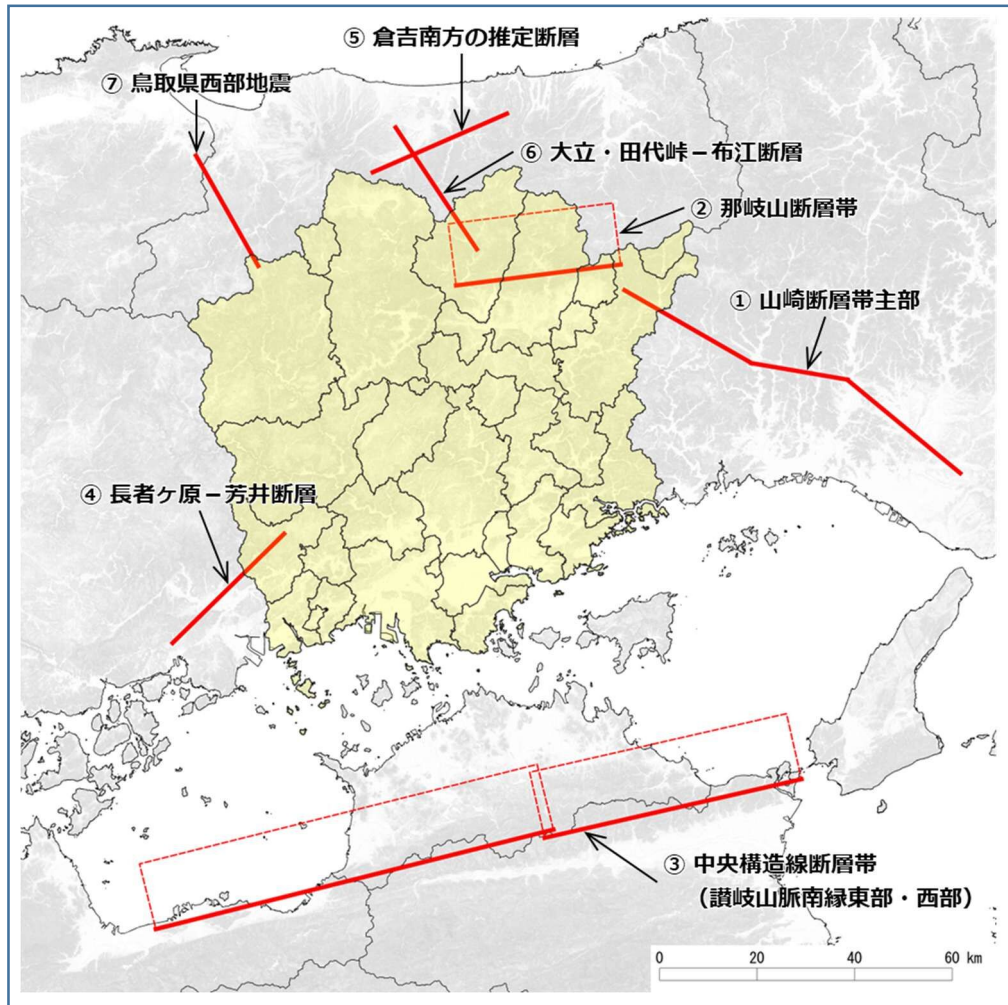 ⑤ 倉吉南方の推定断層
⑦ 鳥取県西部地震
⑥ 大立・田代峠－布江断層
② 那岐山断層帯
① 山崎断層帯主部
④ 長者ヶ原－芳井断層
③ 中央構造線断層帯
（讃岐山脈南縁東部・西部）
0 20 40 60 km